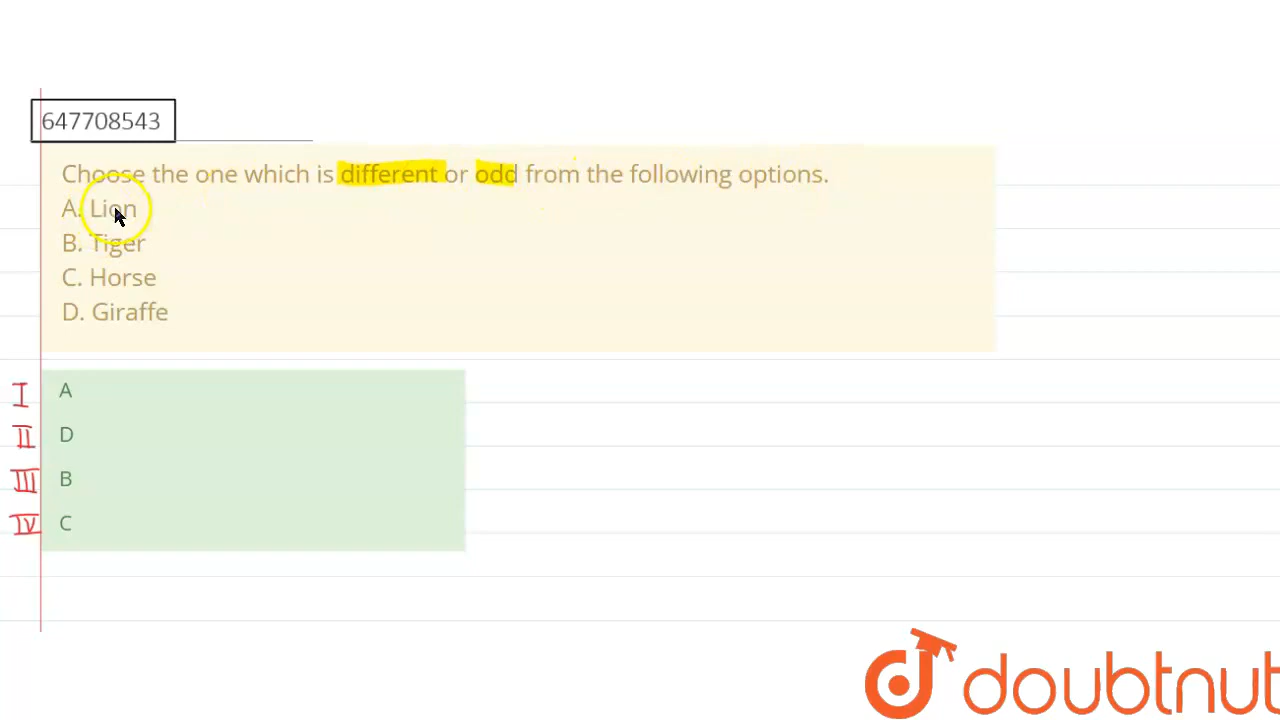 647708543
Choose the one which is different or odd from the following options.
A. Lion
B. Tiger
C. Horse
D. Giraffe
I A
II D
III B
IV C
doubtnut